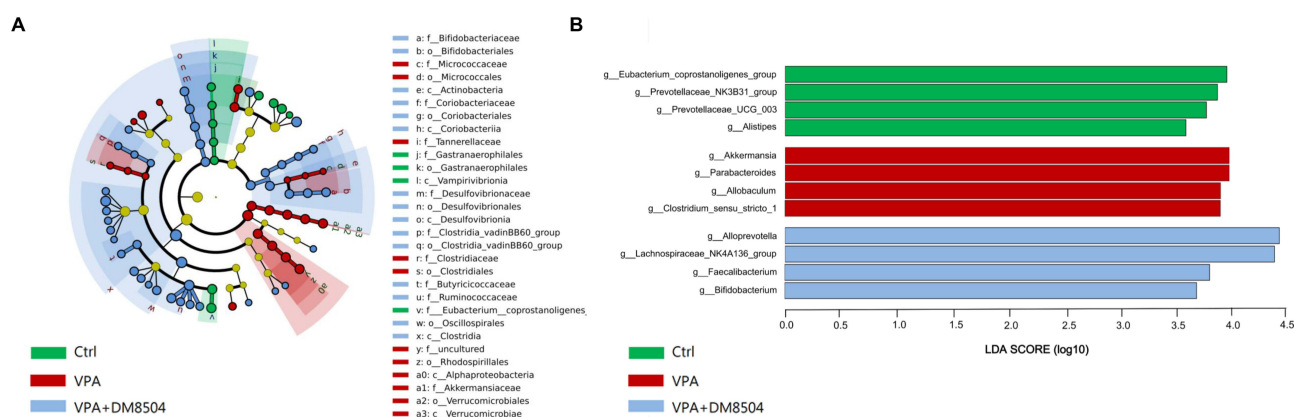 A
a: f__Bifidobacteriaceae
b: o__Bifidobacteriales
c: f__Micrococcaceae
d: o__Micrococcales
e: c__Actinobacteria
f: f__Coriobacteriaceae
g: o__Coriobacteriales
h: c__Coriobacteriia
i: f__Tannerellaceae
j: f__Gastranaerophilales
k: o__Gastranaerophilales
l: c__Vampirivibrionia
m: f__Desulfovibrionaceae
n: o__Desulfovibrionales
o: c__Desulfovibrionia
p: f__Clostridia_vadinBB60_group
q: o__Clostridia_vadinBB60_group
r: f__Clostridiaceae
s: o__Clostridiales
t: f__Butyricicoccaceae
u: f__Ruminococcaceae
v: f__Eubacterium__coprostanoligenes_
w: o__Oscillospirales
x: c__Clostridia
y: f__uncultured
z: o__Rhodospirillales
a0: c__Alphaproteobacteria
a1: f__Akkermansiaceae
a2: o__Verrucomicrobiales
a3: c__Verrucomicrobiae
l
k
j
o
n
m
h
g
e
d
c
b
a
s
q
p
a1
a2
a3
y
z
a0
x
w
u
v
Ctrl
VPA
VPA+DM8504
B
g__Eubacterium_coprostanoligenes_group
g__Prevotellaceae_NK3B31_group
g__Prevotellaceae_UCG_003
g__Alistipes
g__Akkermansia
g__Parabacteroides
g__Allobaculum
g__Clostridium_sensu_stricto_1
g__Alloprevotella
g__Lachnospiraceae_NK4A136_group
g__Faecalibacterium
g__Bifidobacterium
0.0 0.5 1.0 1.5 2.0 2.5 3.0 3.5 4.0 4.5
LDA SCORE (log10)
Ctrl
VPA
VPA+DM8504